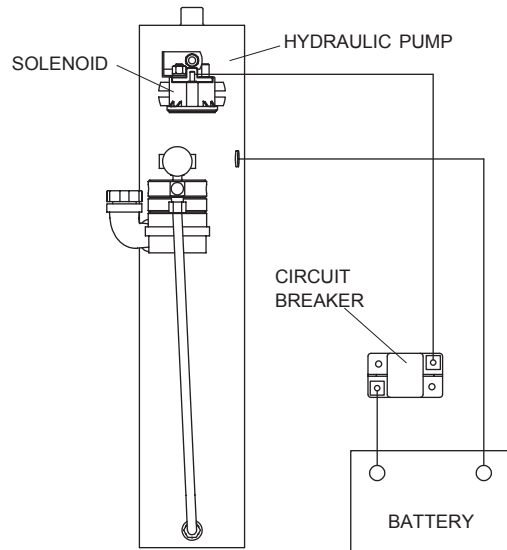 HYDRAULIC PUMP
SOLENOID
CIRCUIT
BREAKER
BATTERY